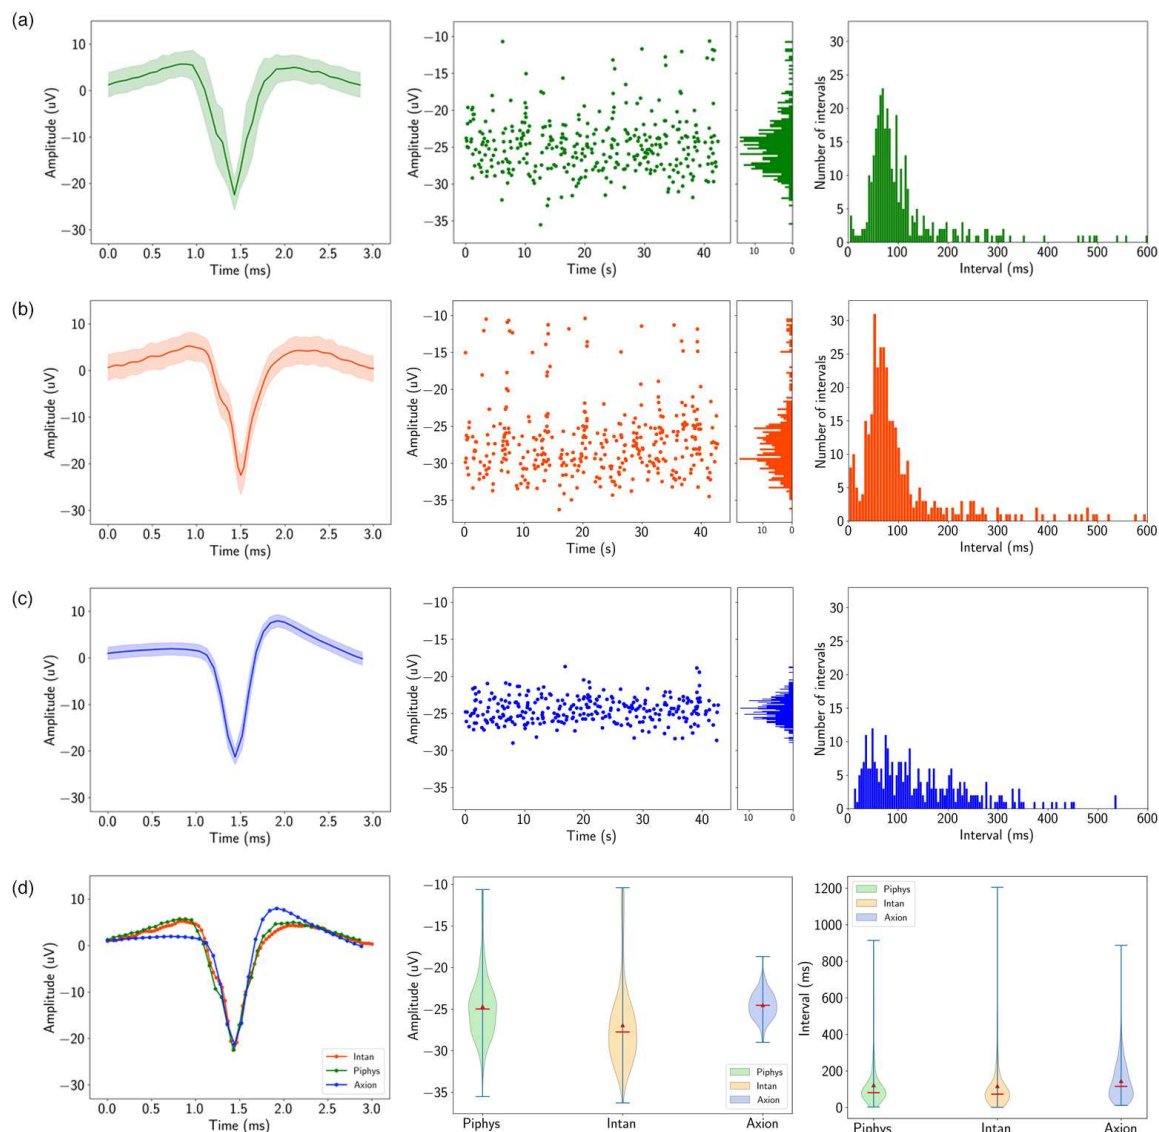 (a)
10
0
−10
−20
−30
Amplitude (uV)
0.0 0.5 1.0 1.5 2.0 2.5 3.0
Time (ms)
−10
−15
−20
−25
−30
−35
Amplitude (uV)
0 10 20 30 40
Time (s)
10 0
30
25
20
15
10
5
0
Number of intervals
0 100 200 300 400 500 600
Interval (ms)
(b)
10
0
−10
−20
−30
Amplitude (uV)
0.0 0.5 1.0 1.5 2.0 2.5 3.0
Time (ms)
−10
−15
−20
−25
−30
−35
Amplitude (uV)
0 10 20 30 40
Time (s)
10 0
30
25
20
15
10
5
0
Number of intervals
0 100 200 300 400 500 600
Interval (ms)
(c)
10
0
−10
−20
−30
Amplitude (uV)
0.0 0.5 1.0 1.5 2.0 2.5 3.0
Time (ms)
−10
−15
−20
−25
−30
−35
Amplitude (uV)
0 10 20 30 40
Time (s)
10 0
30
25
20
15
10
5
0
Number of intervals
0 100 200 300 400 500 600
Interval (ms)
(d)
10
0
−10
−20
−30
Amplitude (uV)
0.0 0.5 1.0 1.5 2.0 2.5 3.0
Time (ms)
Intan
Piphys
Axion
−10
−15
−20
−25
−30
−35
Amplitude (uV)
Piphys Intan Axion
Piphys
Intan
Axion
1200
1000
800
600
400
200
0
Interval (ms)
Piphys Intan Axion
Piphys
Intan
Axion